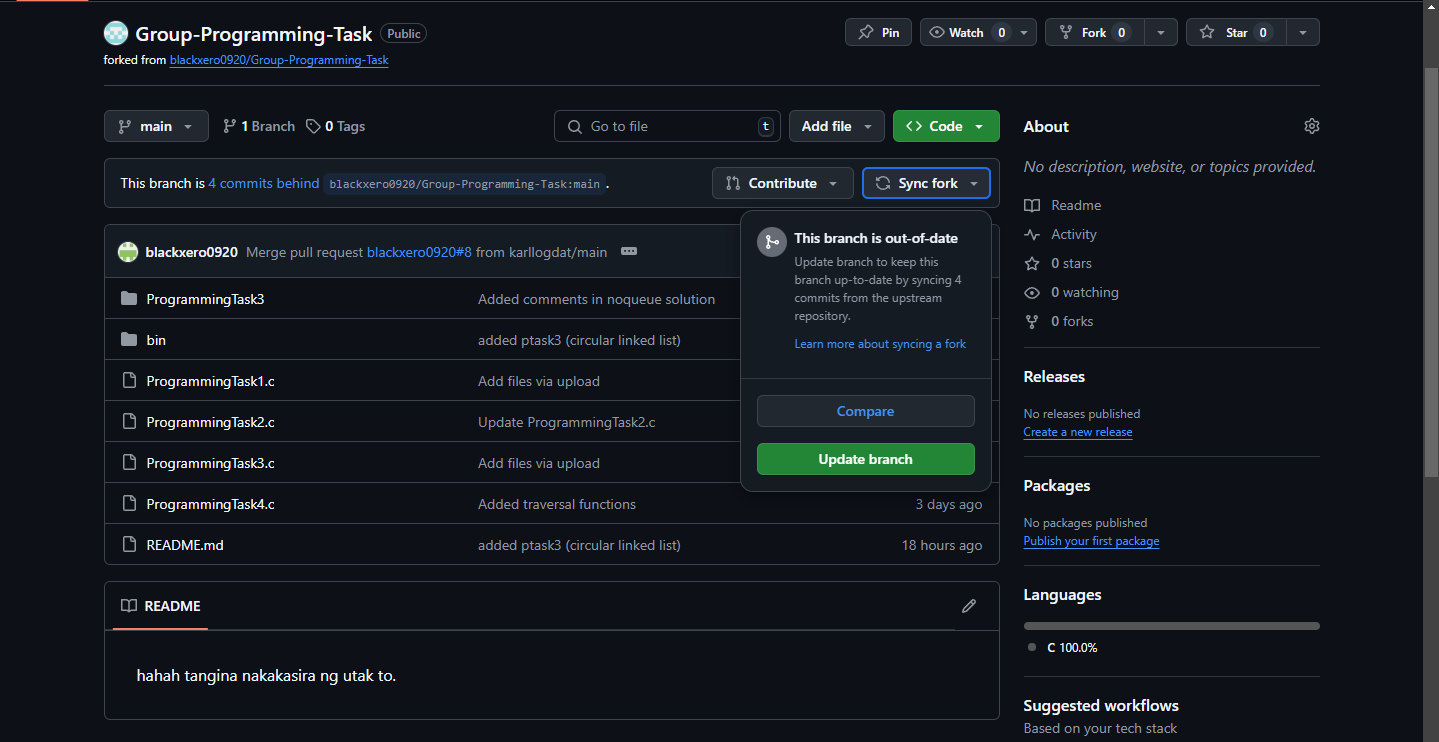 Group-Programming-Task Public
Pin Watch 0 Fork 0 Star 0
forked from blackxero0920/Group-Programming-Task
main 1 Branch 0 Tags Go to file t Add file Code
This branch is 4 commits behind blackxero0920/Group-Programming-Task:main .
Contribute Sync fork
This branch is out-of-date
Update branch to keep this
branch up-to-date by syncing 4
commits from the upstream
repository.
Learn more about syncing a fork
Compare
Update branch
blackxero0920 Merge pull request blackxero0920#8 from karllogdat/main
ProgrammingTask3 Added comments in noqueue solution
bin added ptask3 (circular linked list)
ProgrammingTask1.c Add files via upload
ProgrammingTask2.c Update ProgrammingTask2.c
ProgrammingTask3.c Add files via upload
ProgrammingTask4.c Added traversal functions 3 days ago
README.md added ptask3 (circular linked list) 18 hours ago
README
hahah tangina nakakasira ng utak to.
About
No description, website, or topics provided.
Readme
Activity
0 stars
0 watching
0 forks
Releases
No releases published
Create a new release
Packages
No packages published
Publish your first package
Languages
C 100.0%
Suggested workflows
Based on your tech stack